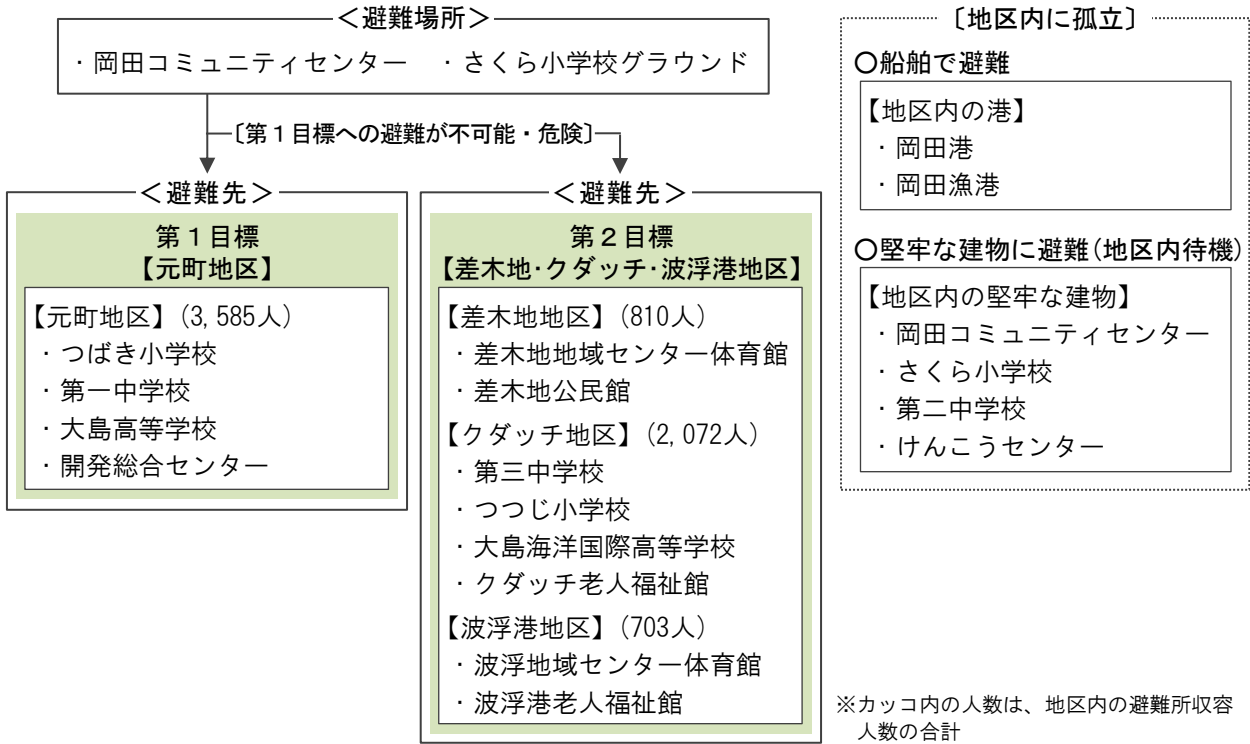 ＜避難場所＞
・岡田コミュニティセンター　・さくら小学校グラウンド
〔第１目標への避難が不可能・危険〕
＜避難先＞
第１目標
【元町地区】
【元町地区】（3,585人）
・つばき小学校
・第一中学校
・大島高等学校
・開発総合センター
＜避難先＞
第２目標
【差木地･クダッチ･波浮港地区】
【差木地地区】（810人）
・差木地地域センター体育館
・差木地公民館
【クダッチ地区】（2,072人）
・第三中学校
・つつじ小学校
・大島海洋国際高等学校
・クダッチ老人福祉館
【波浮港地区】（703人）
・波浮地域センター体育館
・波浮港老人福祉館
〔地区内に孤立〕
○船舶で避難
【地区内の港】
・岡田港
・岡田漁港
○堅牢な建物に避難(地区内待機)
【地区内の堅牢な建物】
・岡田コミュニティセンター
・さくら小学校
・第二中学校
・けんこうセンター
※カッコ内の人数は、地区内の避難所収容
人数の合計